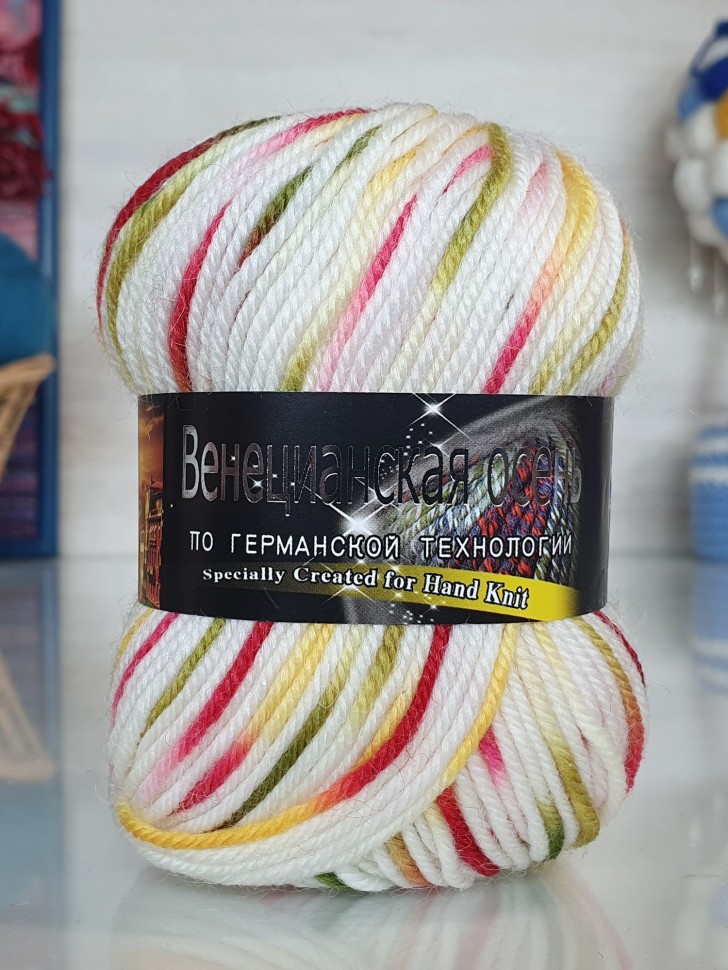 Венецианская осень
ПО ГЕРМАНСКОЙ ТЕХНОЛОГИИ
Specially Created for Hand Knit